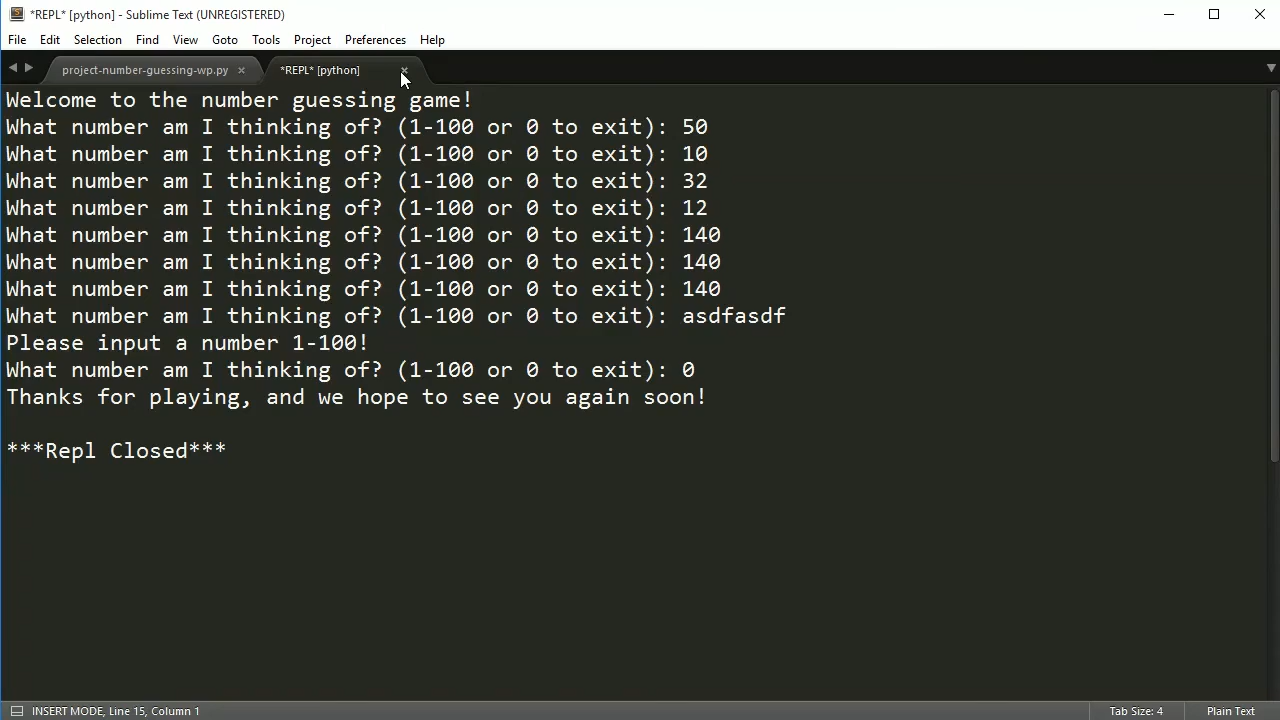 *REPL* [python] - Sublime Text (UNREGISTERED)
File Edit Selection Find View Goto Tools Project Preferences Help
project-number-guessing-wp.py *REPL* [python]
Welcome to the number guessing game!
What number am I thinking of? (1-100 or 0 to exit): 50
What number am I thinking of? (1-100 or 0 to exit): 10
What number am I thinking of? (1-100 or 0 to exit): 32
What number am I thinking of? (1-100 or 0 to exit): 12
What number am I thinking of? (1-100 or 0 to exit): 140
What number am I thinking of? (1-100 or 0 to exit): 140
What number am I thinking of? (1-100 or 0 to exit): 140
What number am I thinking of? (1-100 or 0 to exit): asdfasdf
Please input a number 1-100!
What number am I thinking of? (1-100 or 0 to exit): 0
Thanks for playing, and we hope to see you again soon!
***Repl Closed***
INSERT MODE, Line 15, Column 1 Tab Size: 4 Plain Text